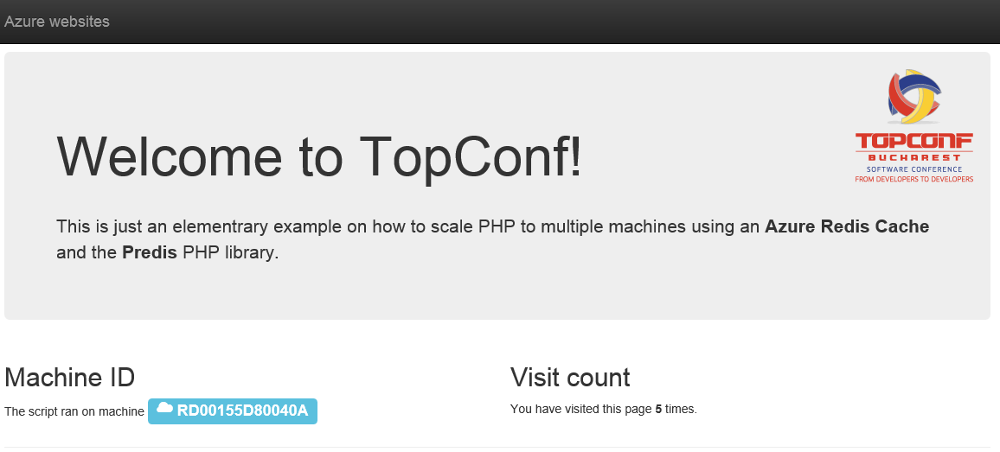 Azure websites
TOPCONF
BUCHAREST
SOFTWARE CONFERENCE
FROM DEVELOPERS TO DEVELOPERS
Welcome to TopConf!
This is just an elementrary example on how to scale PHP to multiple machines using an Azure Redis Cache
and the Predis PHP library.
Machine ID
The script ran on machine RD00155D80040A
Visit count
You have visited this page 5 times.